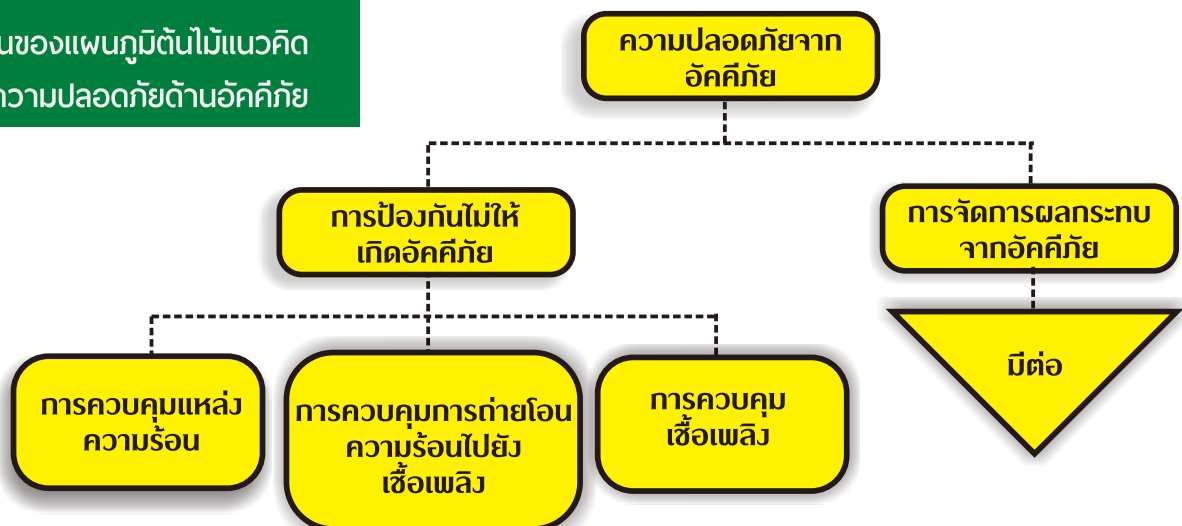 นของแผนภูมิต้นไม้แนวคิด
ความปลอดภัยด้านอัคคีภัย
ความปลอดภัยจาก
อัคคีภัย
การป้องกันไม่ให้
เกิดอัคคีภัย
การจัดการผลกระทบ
จากอัคคีภัย
การควบคุมแหล่ง
ความร้อน
การควบคุมการถ่ายโอน
ความร้อนไปยัง
เชื้อเพลิง
การควบคุม
เชื้อเพลิง
มีต่อ